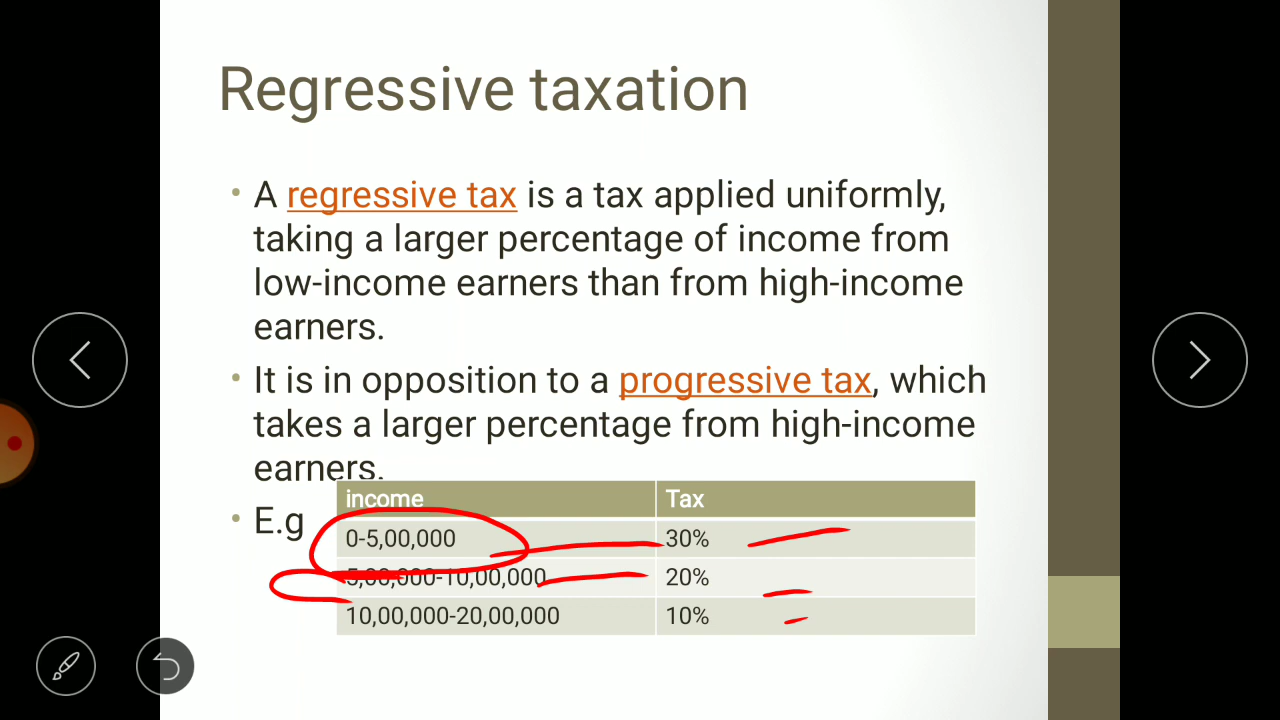 Regressive taxation
• A regressive tax is a tax applied uniformly,
taking a larger percentage of income from
low-income earners than from high-income
earners.
• It is in opposition to a progressive tax, which
takes a larger percentage from high-income
earners.
• E.g
income Tax
0-5,00,000 30%
5,00,000-10,00,000 20%
10,00,000-20,00,000 10%